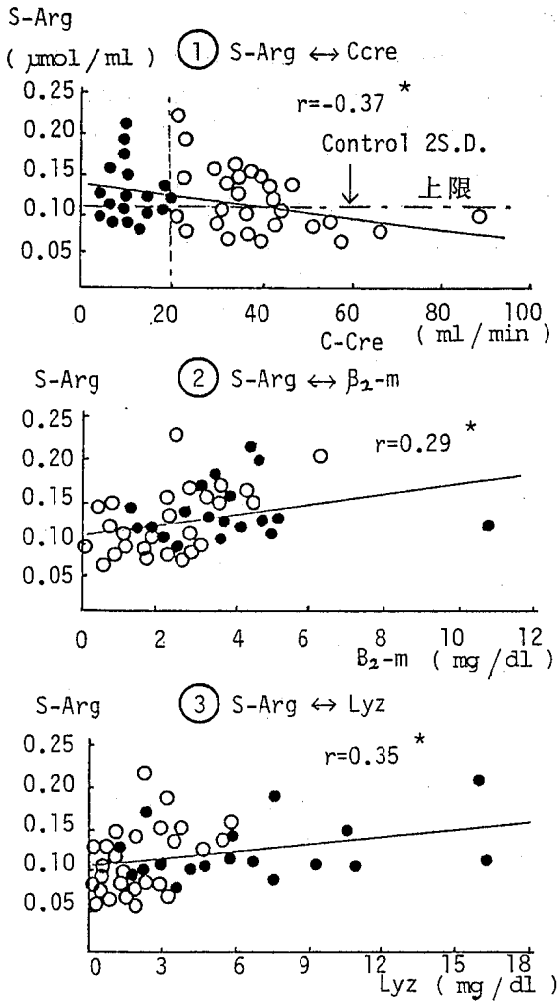 S-Arg
( μmol/ml )
① S-Arg ↔ Ccre
r=-0.37 *
Control 2S.D.
上限
0.25
0.20
0.15
0.10
0.05
0 20 40 60 80 100
C-Cre ( ml/min )
S-Arg
② S-Arg ↔ β₂-m
r=0.29 *
0.25
0.20
0.15
0.10
0.05
0 2 4 6 8 10 12
B₂-m ( mg/dl )
S-Arg
③ S-Arg ↔ Lyz
r=0.35 *
0.25
0.20
0.15
0.10
0.05
0 3 6 9 12 15 18
Lyz ( mg/dl )